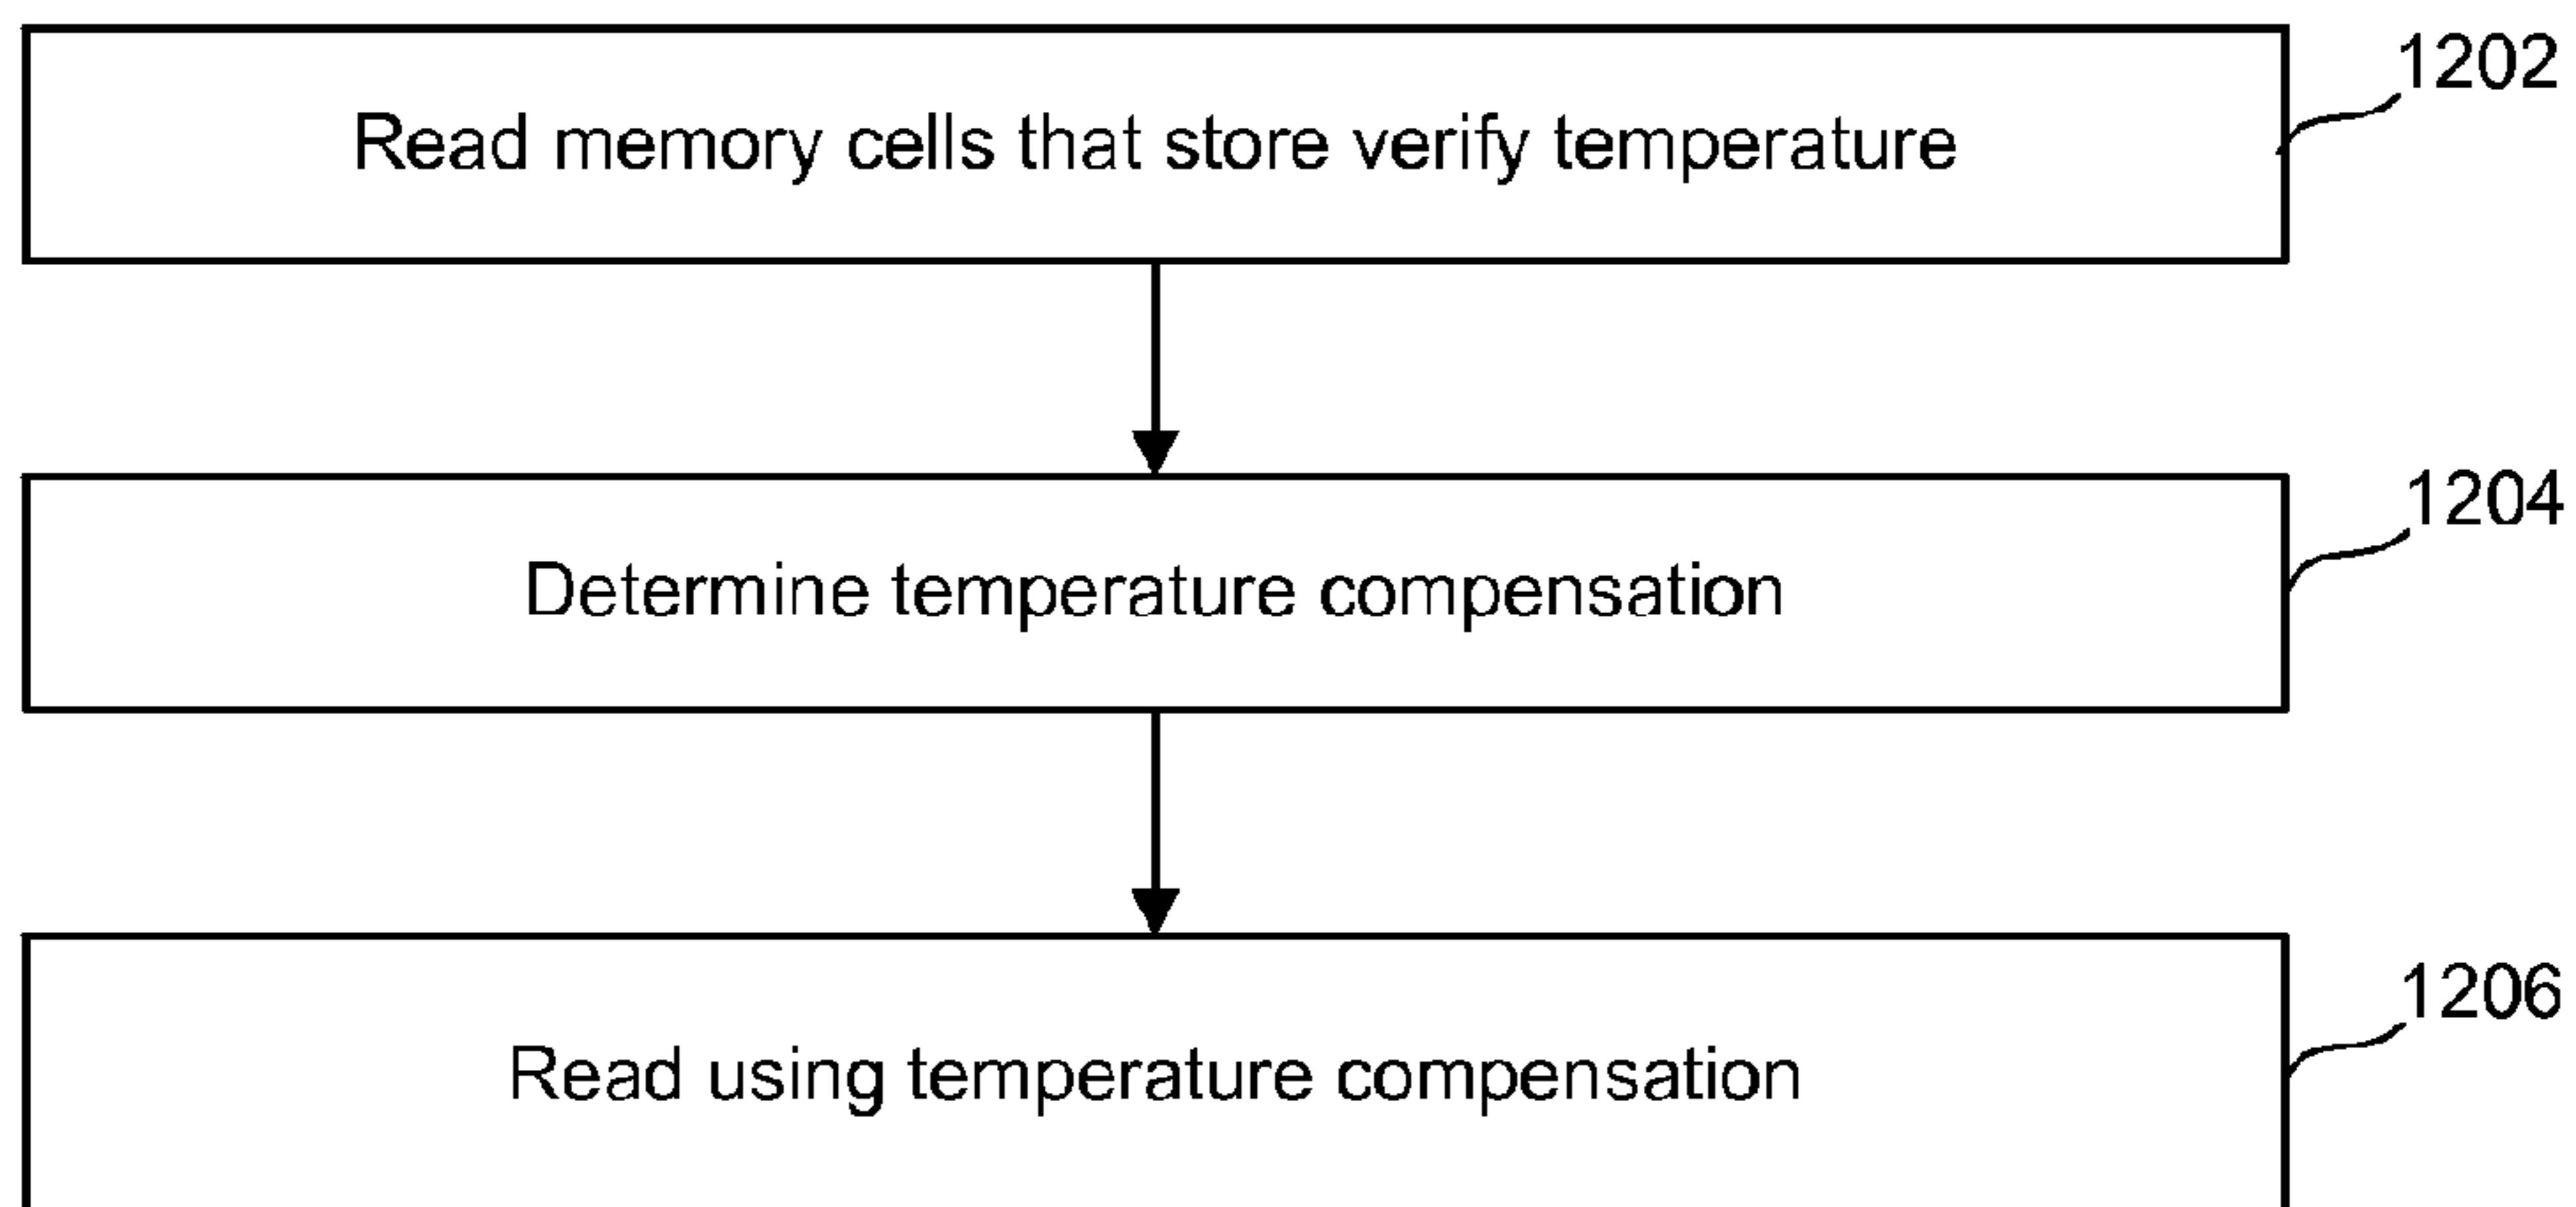 1202
Read memory cells that store verify temperature
1204
Determine temperature compensation
1206
Read using temperature compensation